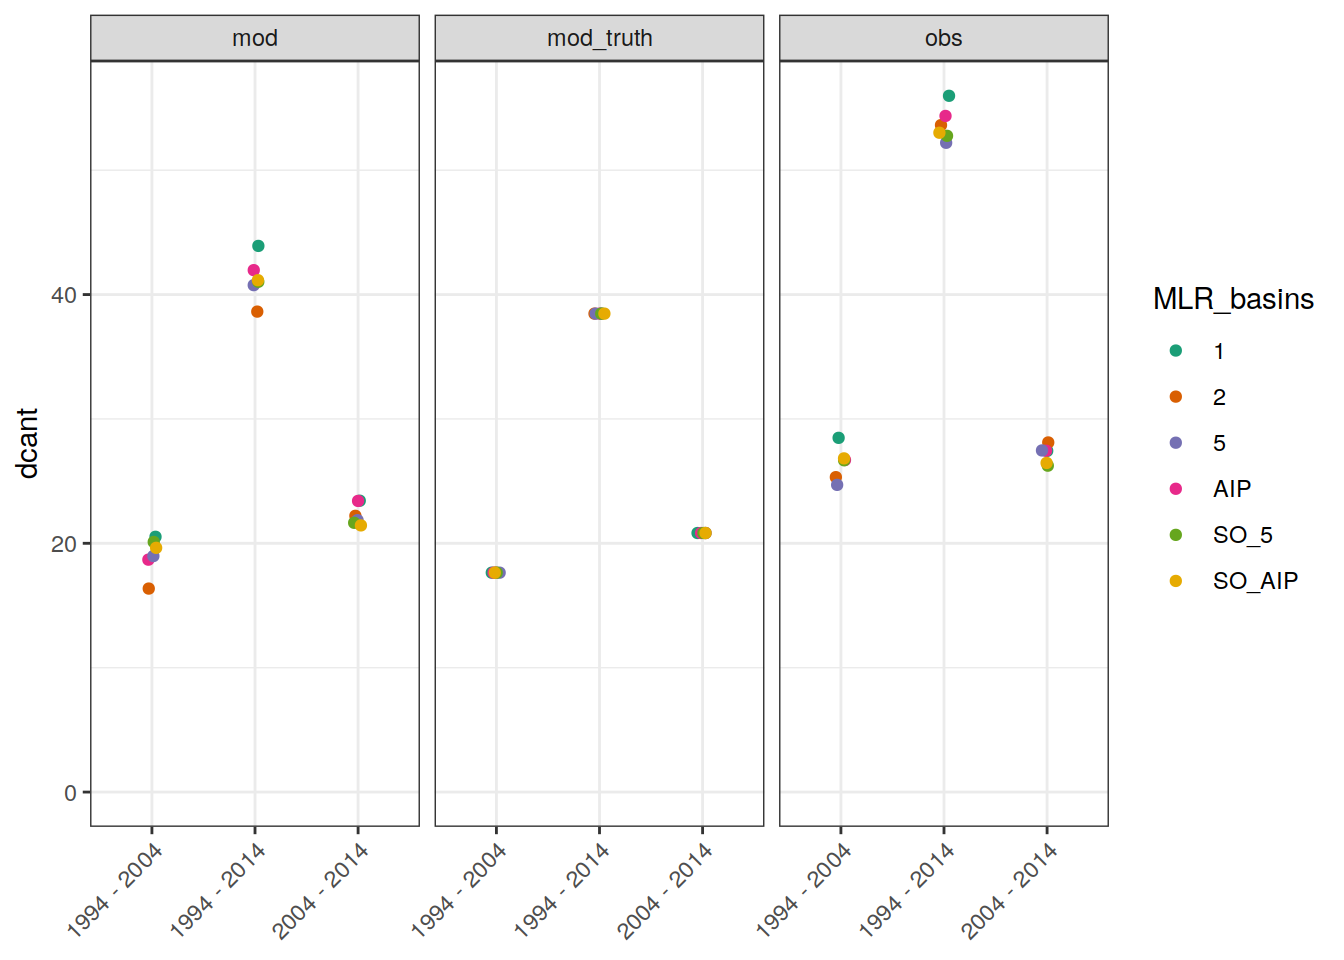 mod
mod_truth
obs
dcant
40
20
0
1994 - 2004
1994 - 2014
2004 - 2014
1994 - 2004
1994 - 2014
2004 - 2014
1994 - 2004
1994 - 2014
2004 - 2014
MLR_basins
1
2
5
AIP
SO_5
SO_AIP